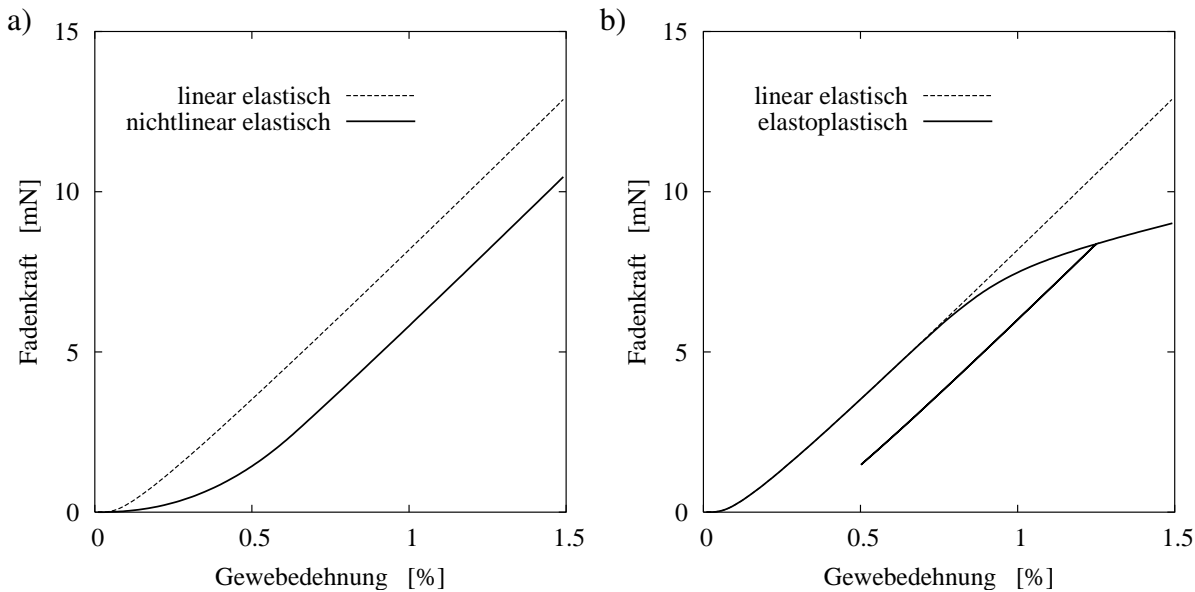 a)
15
10
5
0
0
0.5
1
1.5
Fadenkraft [mN]
Gewebedehnung [%]
linear elastisch
nichtlinear elastisch
b)
15
10
5
0
0
0.5
1
1.5
Fadenkraft [mN]
Gewebedehnung [%]
linear elastisch
elastoplastisch